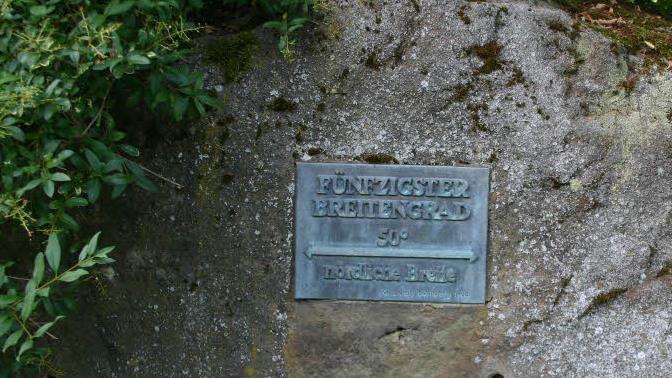 FÜNFZIGSTER
BREITENGRAD
50°
nördliche Breite